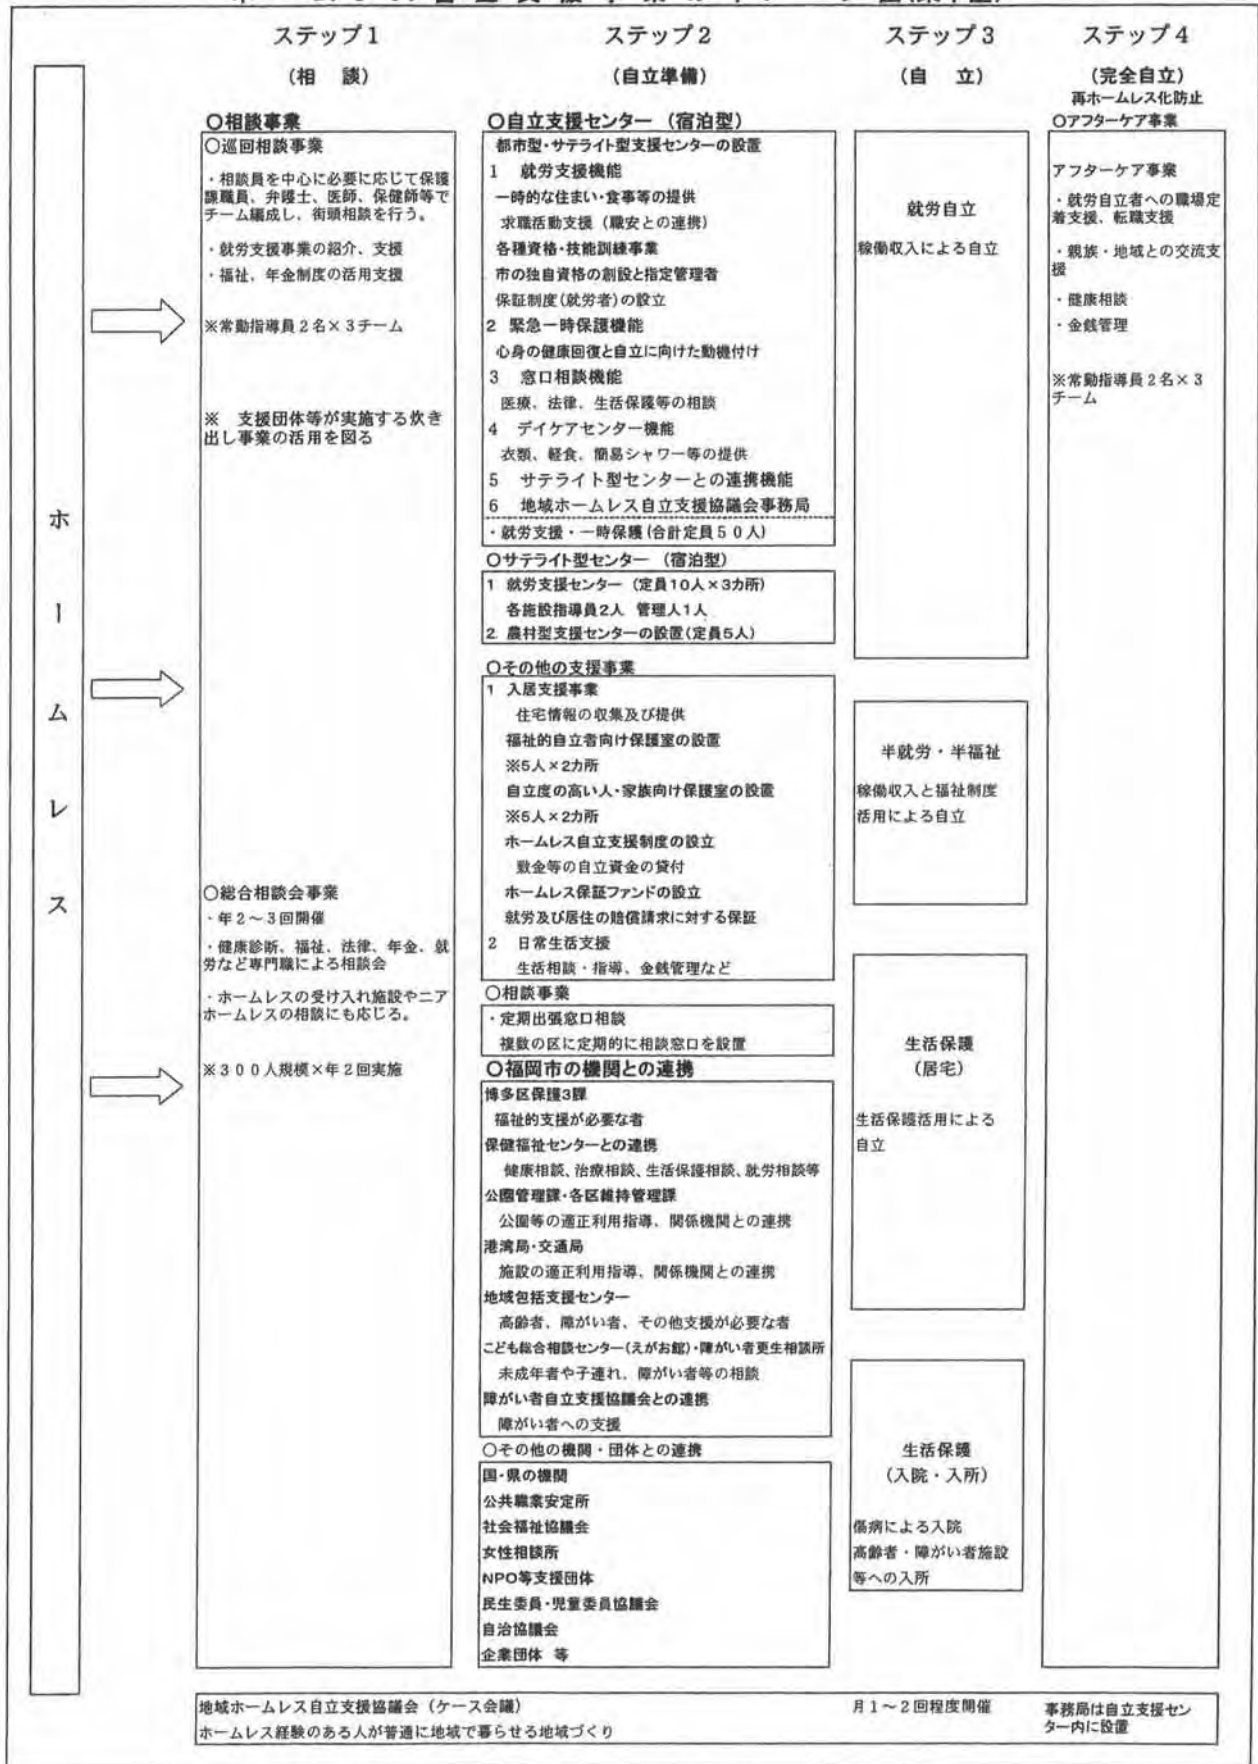 ステップ1
(相 談)
ステップ2
(自立準備)
ステップ3
(自 立)
ステップ4
(完全自立)
再ホームレス化防止
ホームレス
○相談事業
○巡回相談事業
・相談員を中心に必要に応じて保護
課職員、弁護士、医師、保健師等で
チーム編成し、街頭相談を行う。
・就労支援事業の紹介、支援
・福祉、年金制度の活用支援
※常勤指導員2名×3チーム
※ 支援団体等が実施する炊き
出し事業の活用を図る
○総合相談会事業
・年2~3回開催
・健康診断、福祉、法律、年金、就
労など専門職による相談会
・ホームレスの受け入れ施設やニア
ホームレスの相談にも応じる。
※300人規模×年2回実施
○自立支援センター (宿泊型)
都市型・サテライト型支援センターの設置
1 就労支援機能
一時的な住まい・食事等の提供
求職活動支援(職安との連携)
各種資格・技能訓練事業
市の独自資格の創設と指定管理者
保証制度(就労者)の設立
2 緊急一時保護機能
心身の健康回復と自立に向けた動機付け
3 窓口相談機能
医療、法律、生活保護等の相談
4 デイケアセンター機能
衣類、軽食、簡易シャワー等の提供
5 サテライト型センターとの連携機能
6 地域ホームレス自立支援協議会事務局
・就労支援・一時保護(合計定員50人)
○サテライト型センター (宿泊型)
1 就労支援センター (定員10人×3カ所)
各施設指導員2人 管理人1人
2 農村型支援センターの設置(定員5人)
○その他の支援事業
1 入居支援事業
住宅情報の収集及び提供
福祉的自立者向け保護室の設置
※5人×2カ所
自立度の高い人・家族向け保護室の設置
※5人×2カ所
ホームレス自立支援制度の設立
敷金等の自立資金の貸付
ホームレス保証ファンドの設立
就労及び居住の賠償請求に対する保証
2 日常生活支援
生活相談・指導、金銭管理など
○相談事業
・定期出張窓口相談
複数の区に定期的に相談窓口を設置
○福岡市の機関との連携
博多区保護3課
福祉的支援が必要な者
保健福祉センターとの連携
健康相談、治療相談、生活保護相談、就労相談等
公園管理課・各区維持管理課
公園等の適正利用指導、関係機関との連携
港湾局・交通局
施設の適正利用指導、関係機関との連携
地域包括支援センター
高齢者、障がい者、その他支援が必要な者
こども総合相談センター(えがお館)・障がい者更生相談所
未成年者や子連れ、障がい者等の相談
障がい者自立支援協議会との連携
障がい者への支援
○その他の機関・団体との連携
国・県の機関
公共職業安定所
社会福祉協議会
女性相談所
NPO等支援団体
民生委員・児童委員協議会
自治協議会
企業団体 等
就労自立
稼働収入による自立
半就労・半福祉
稼働収入と福祉制度
活用による自立
生活保護
(居宅)
生活保護活用による
自立
生活保護
(入院・入所)
傷病による入院
高齢者・障がい者施設
等への入所
○アフターケア事業
アフターケア事業
・就労自立者への職場定
着支援、転職支援
・親族・地域との交流支
援
・健康相談
・金銭管理
※常勤指導員2名×3
チーム
地域ホームレス自立支援協議会(ケース会議)
ホームレス経験のある人が普通に地域で暮らせる地域づくり
月1~2回程度開催
事務局は自立支援セン
ター内に設置